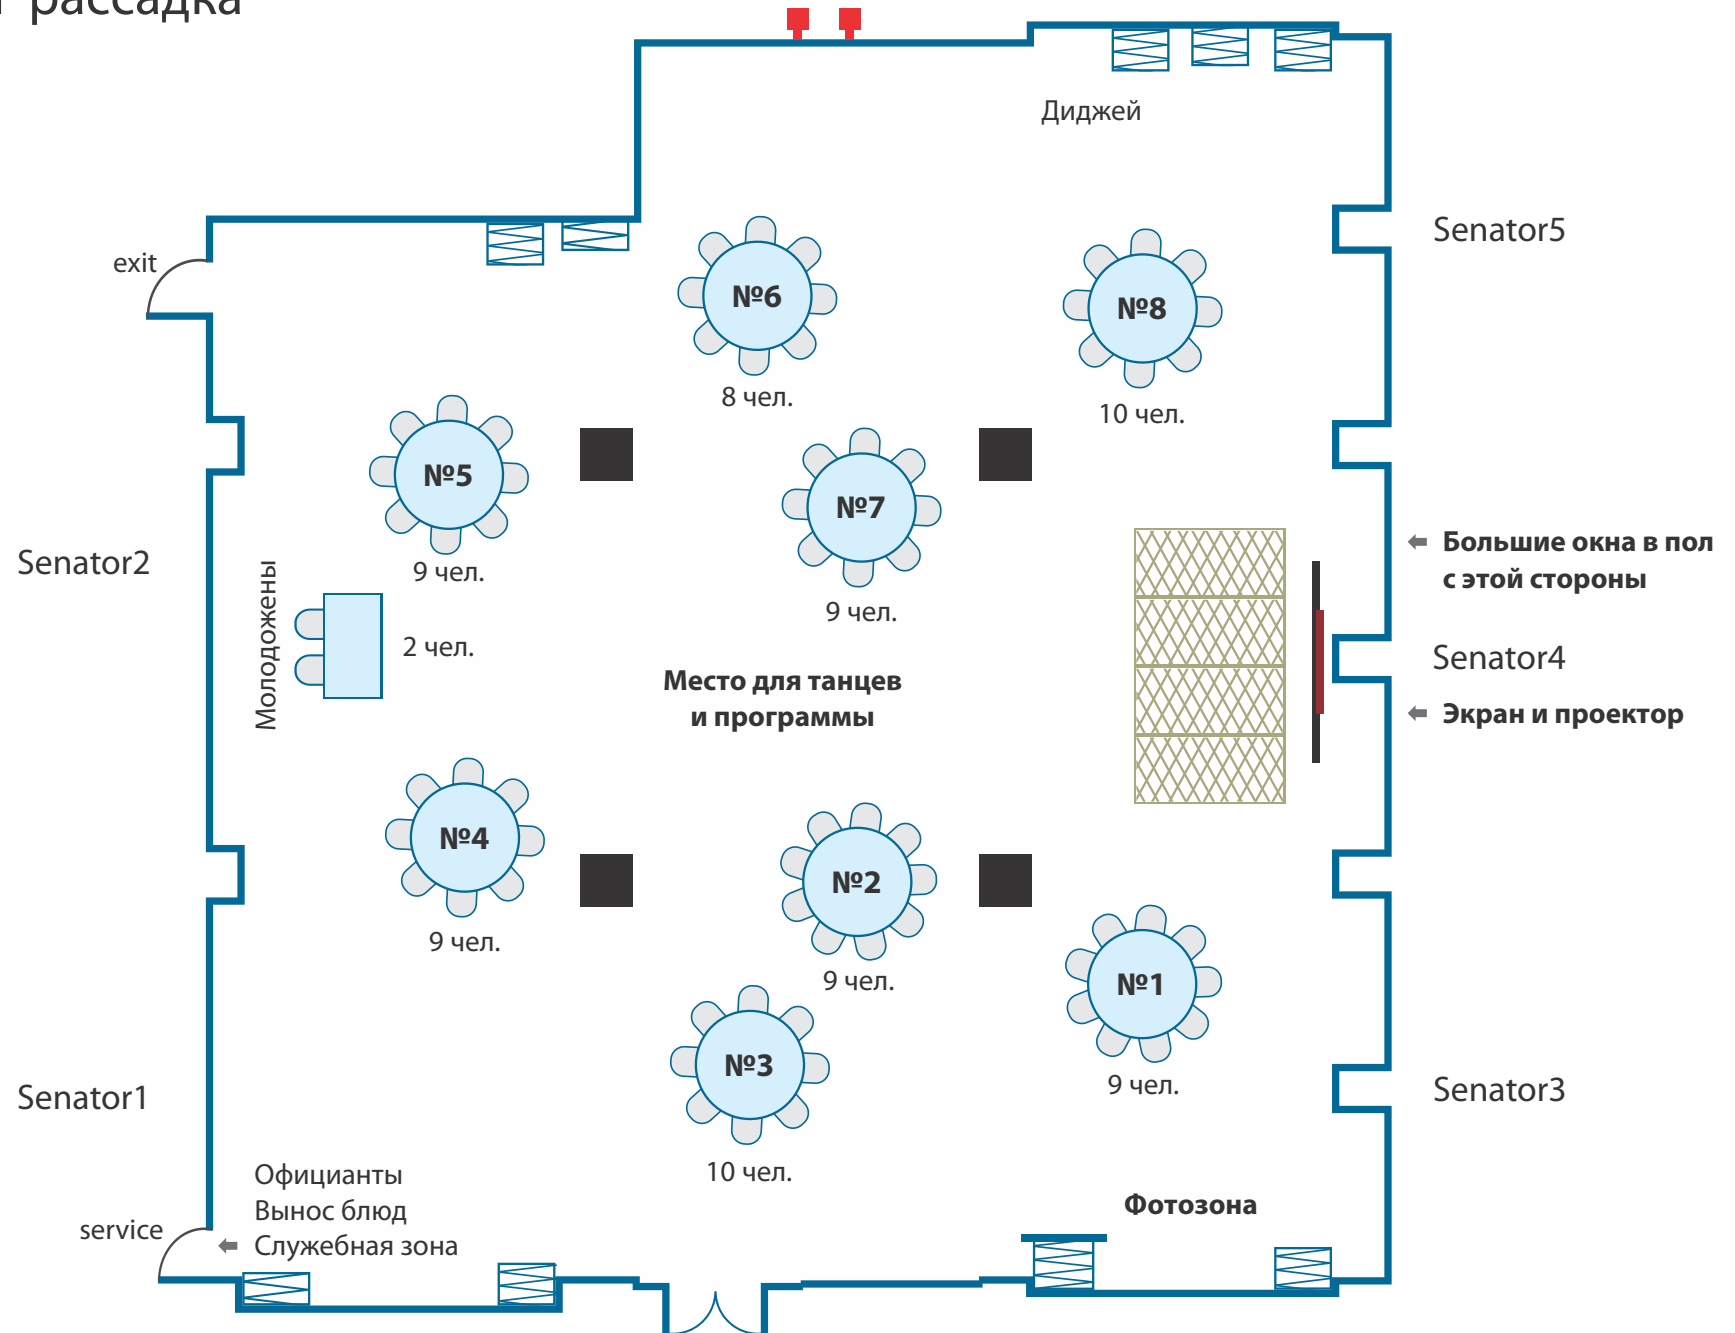 рассадка
Диджей
Senator5
exit
№6
№8
8 чел.
10 чел.
№5
№7
Большие окна в пол
с этой стороны
Senator2
9 чел.
9 чел.
Молодожены
2 чел.
Senator4
Место для танцев
и программы
Экран и проектор
№4
№2
9 чел.
9 чел.
№1
№3
9 чел.
Senator1
Senator3
10 чел.
Официанты
Вынос блюд
Служебная зона
service
Фотозона